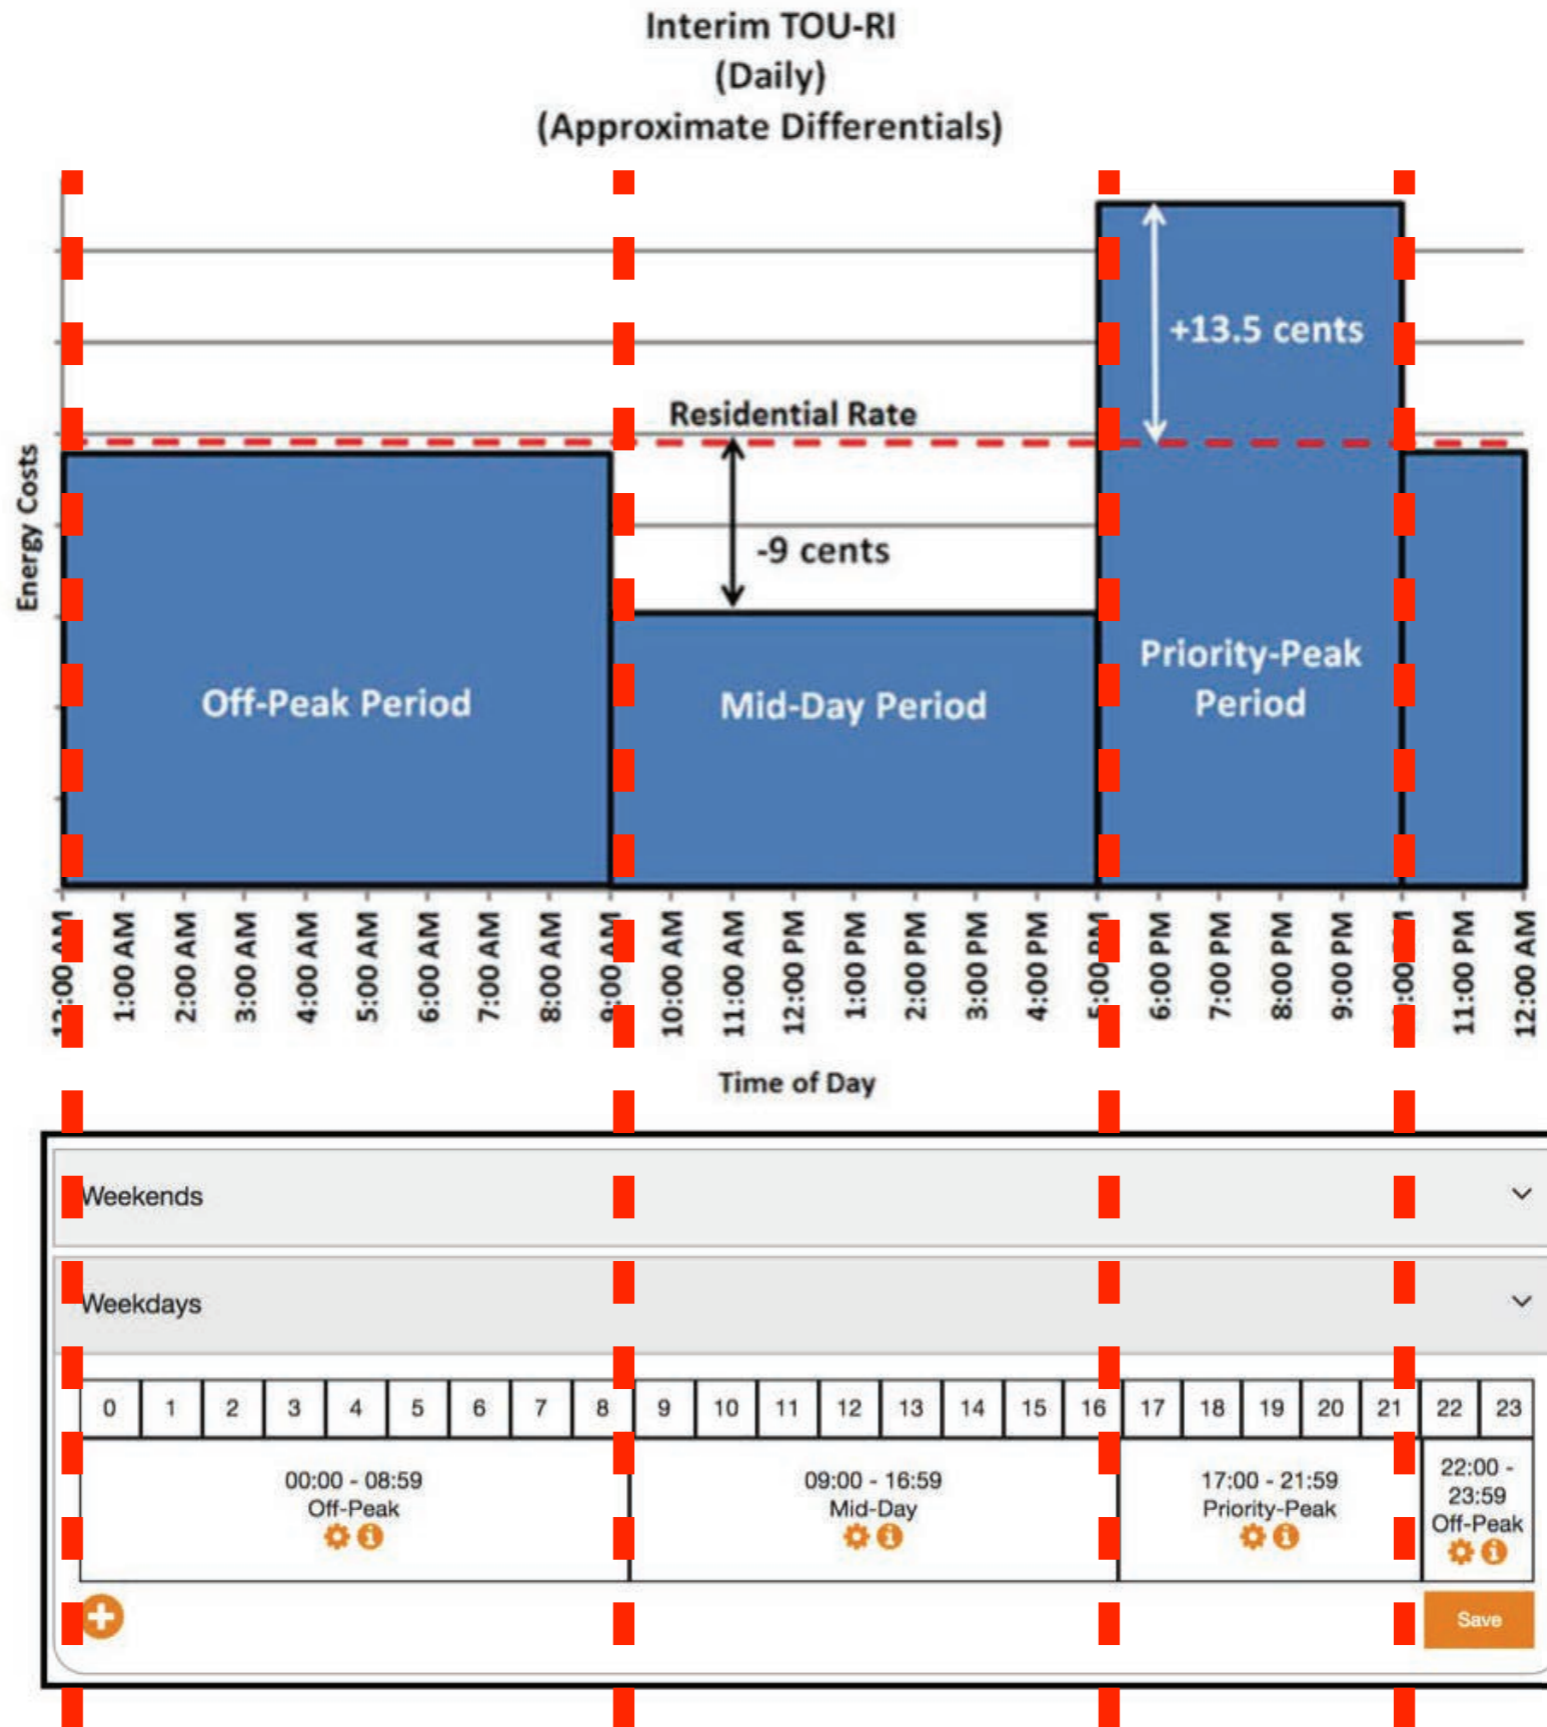 Interim TOU-RI
(Daily)
(Approximate Differentials)
+13.5 cents
Residential Rate
-9 cents
Energy Costs
Off-Peak Period
Mid-Day Period
Priority-Peak
Period
1:00 AM
2:00 AM
3:00 AM
4:00 AM
5:00 AM
6:00 AM
7:00 AM
8:00 AM
10:00 AM
11:00 AM
12:00 PM
1:00 PM
2:00 PM
3:00 PM
4:00 PM
5:00 PM
6:00 PM
7:00 PM
8:00 PM
9:00 PM
11:00 PM
12:00 AM
Time of Day
Weekends
Weekdays
0 1 2 3 4 5 6 7 8 9 10 11 12 13 14 15 16 17 18 19 20 21 22 23
00:00 - 08:59
Off-Peak
09:00 - 16:59
Mid-Day
17:00 - 21:59
Priority-Peak
22:00 -
23:59
Off-Peak
Save